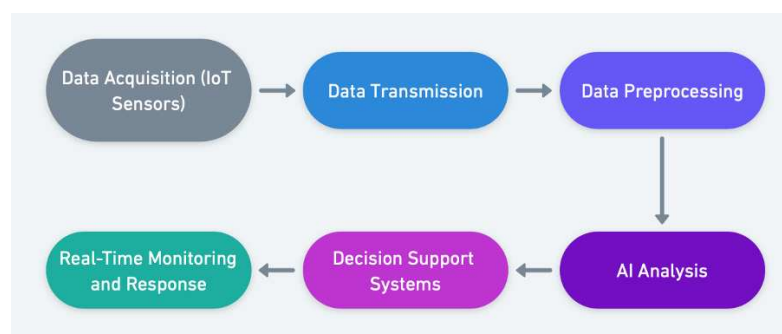 Data Acquisition (IoT
Sensors)
Data Transmission
Data Preprocessing
AI Analysis
Decision Support
Systems
Real-Time Monitoring
and Response